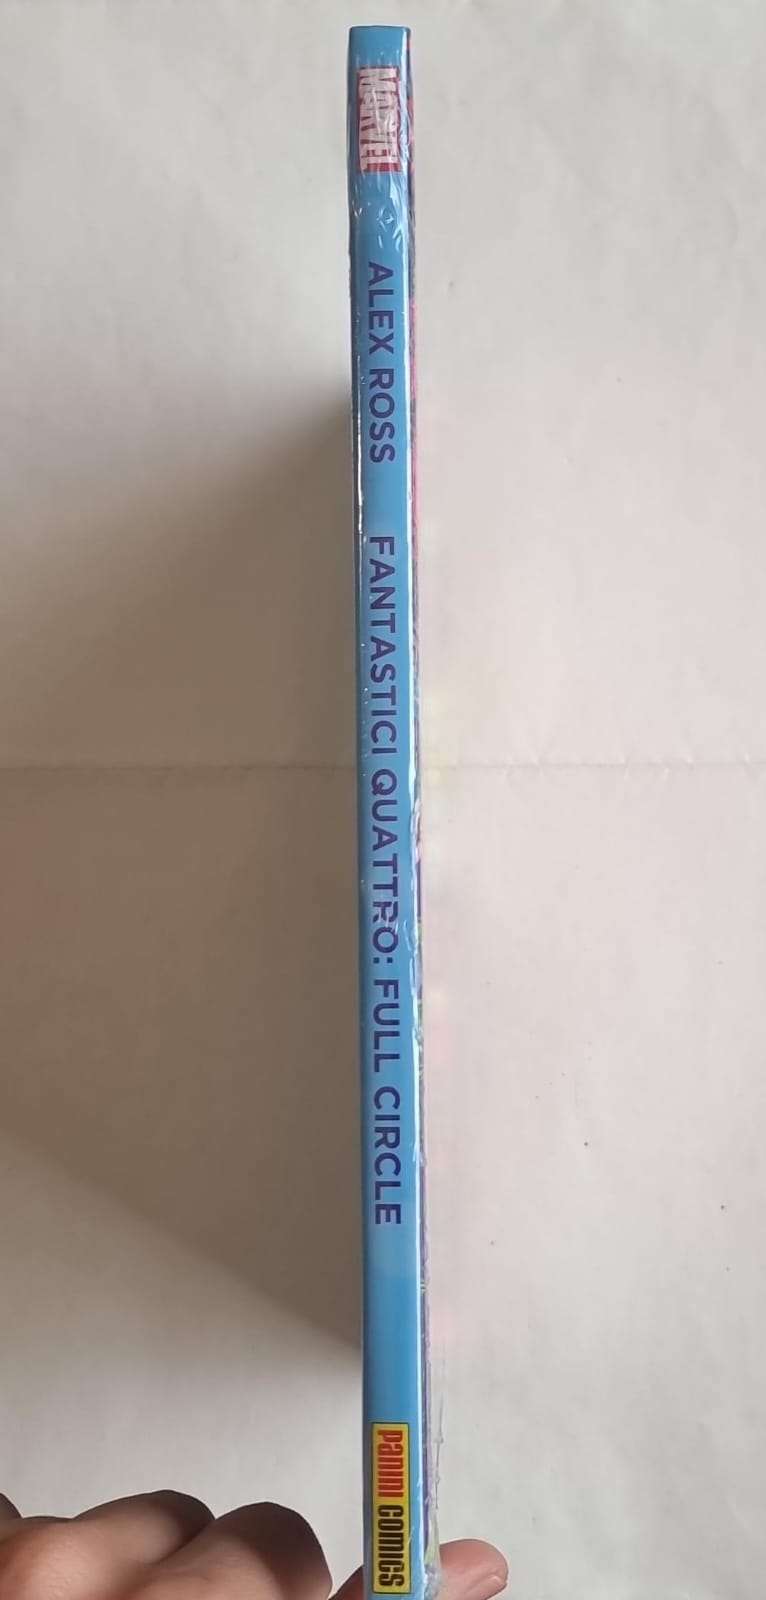 MARVEL
ALEX ROSS
FANTASTICI QUATTRO: FULL CIRCLE
PANINI COMICS